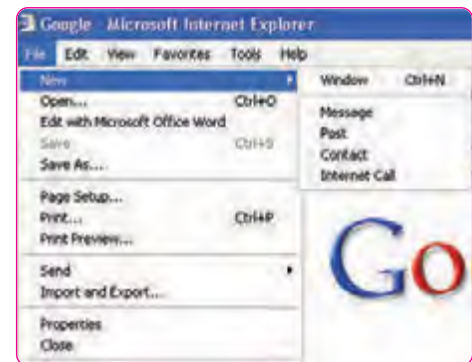 Google - Microsoft Internet Explorer
File Edit View Favorites Tools Help
New
Open... Ctrl+O
Edit with Microsoft Office Word
Save Ctrl+S
Save As...
Page Setup...
Print... Ctrl+P
Print Preview...
Send
Import and Export...
Properties
Close
Window Ctrl+N
Message
Post
Contact
Internet Call
Go